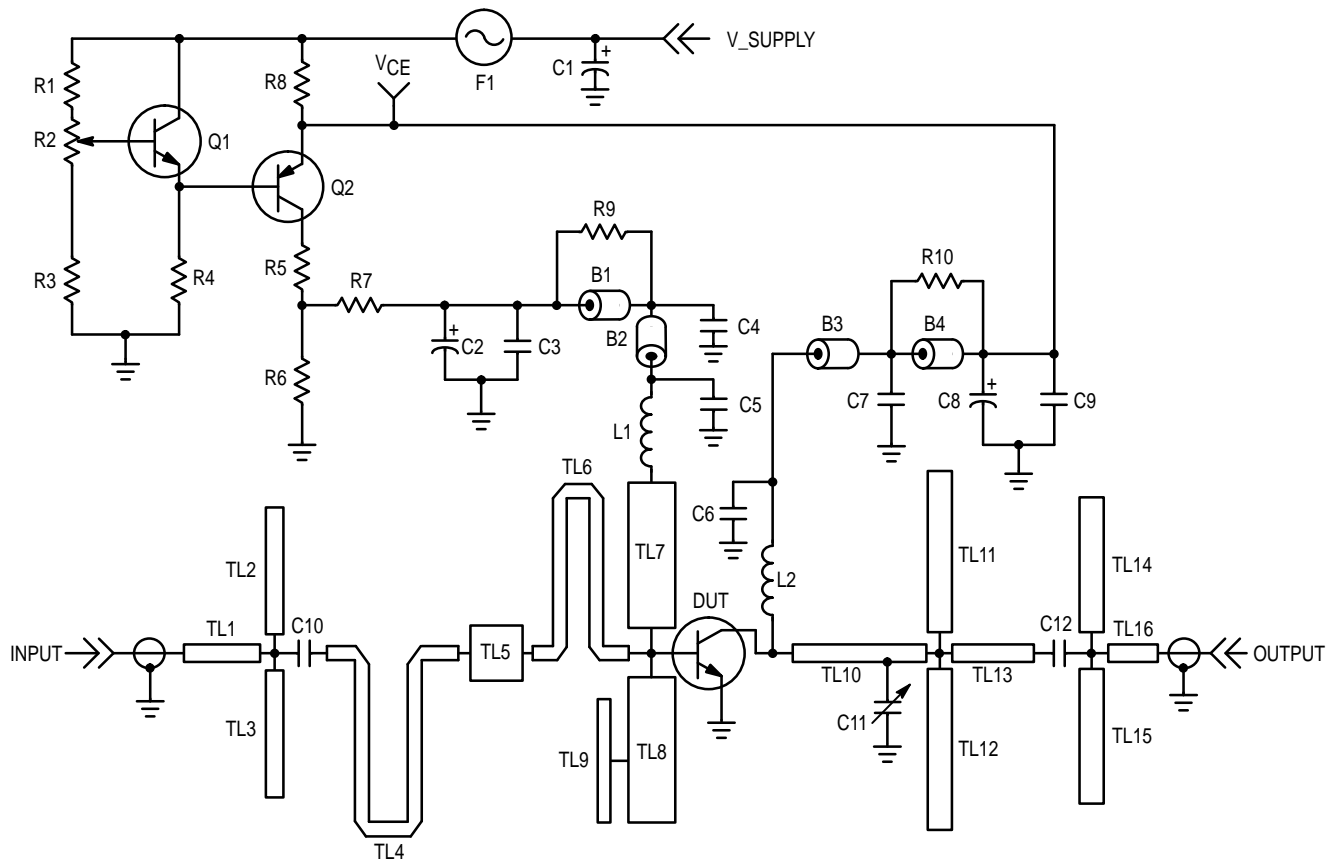 V_SUPPLY
F1
C1
+
VCE
R1
R8
R2
Q1
Q2
R9
R3
R4
R5
R7
B1
R10
C4
B2
B3
B4
+
C2
C3
R6
C5
C7
+
C8
C9
L1
TL6
C6
TL7
TL11
TL2
TL14
L2
DUT
TL1
C10
C12
TL16
INPUT
TL5
OUTPUT
TL10
TL13
C11
TL3
TL9
TL8
TL12
TL15
TL4